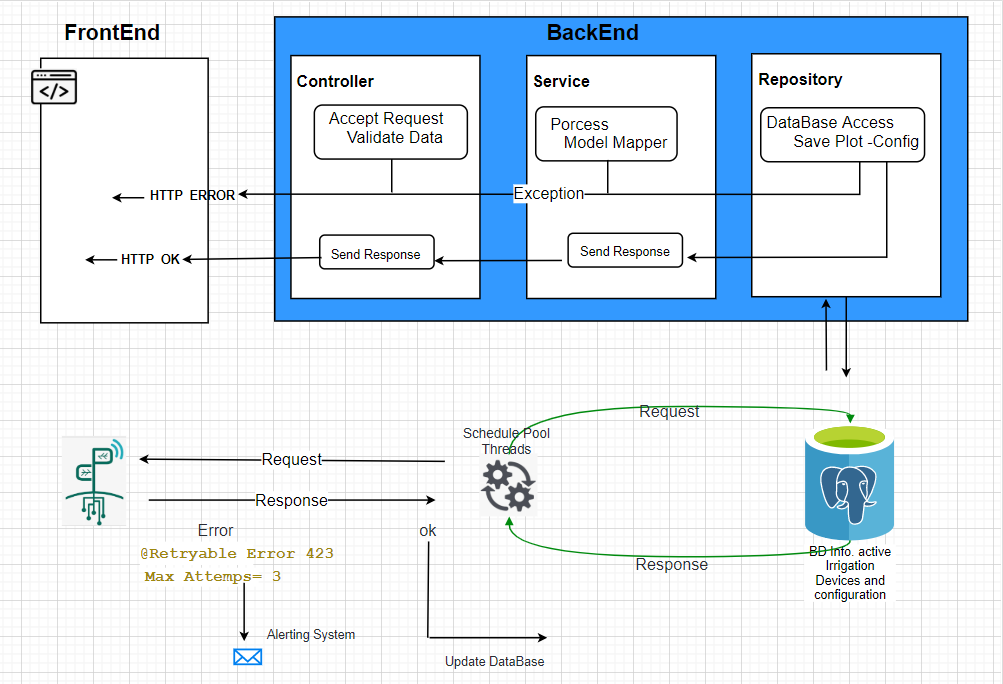 FrontEnd
BackEnd
</>
Controller
Service
Repository
Accept Request
Validate Data
Porcess
Model Mapper
DataBase Access
Save Plot -Config
HTTP ERROR
Exception
HTTP OK
Send Response
Send Response
Request
Schedule Pool
Threads
Request
Response
Error
ok
@Retryable Error 423
Max Attemps= 3
Response
BD Info. active
Irrigation
Devices and
configuration
Alerting System
Update DataBase